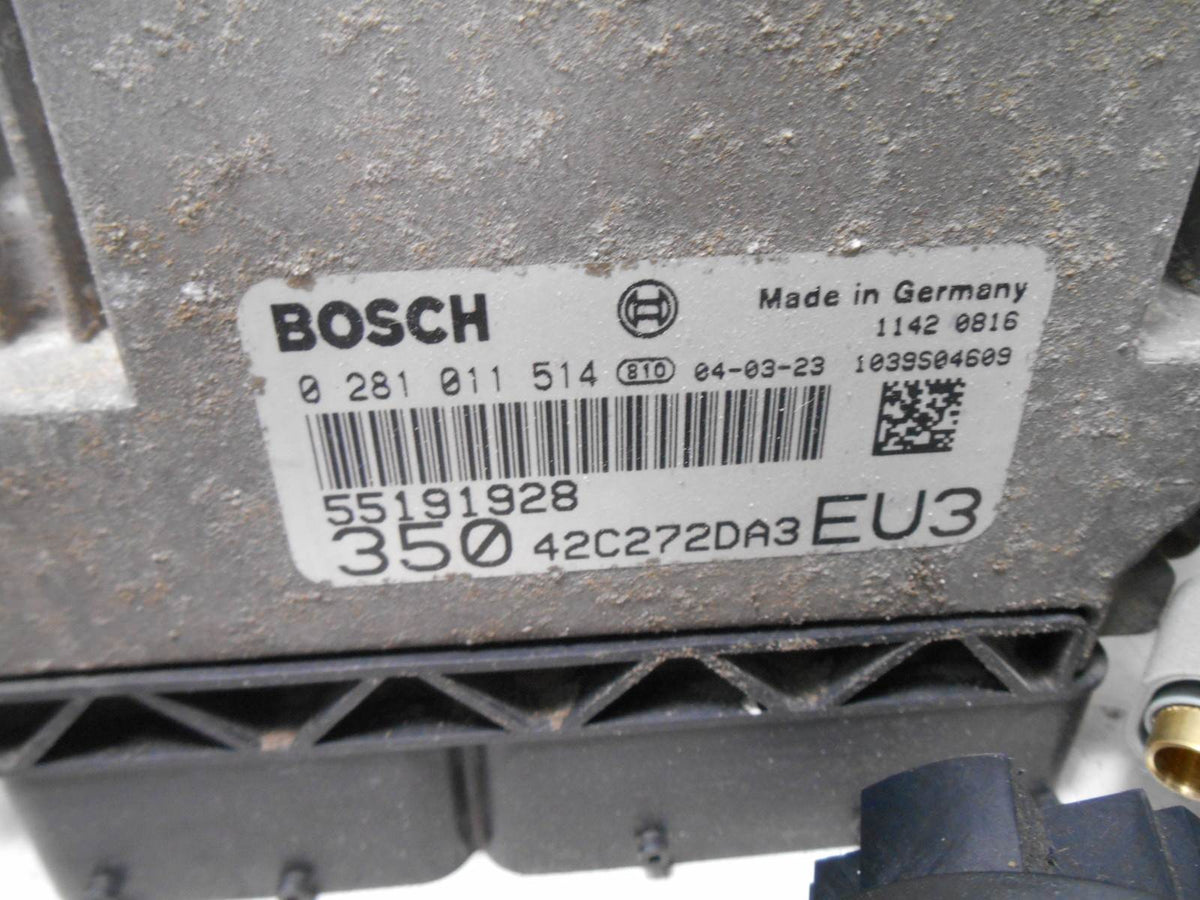 BOSCH
Made in Germany
1142 0816
0 281 011 514 810 04-03-23 1039S04609
55191928
350 42C272DA3 EU3